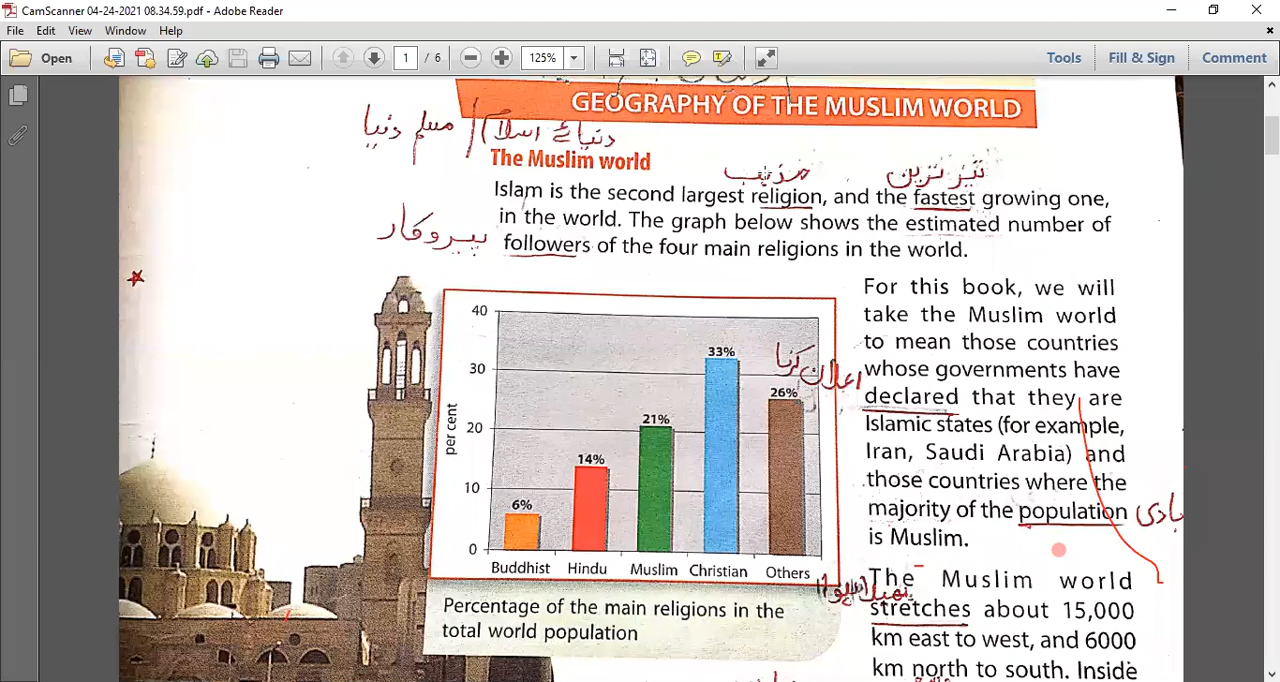 CamScanner 04-24-2021 08.34.59.pdf - Adobe Reader
File Edit View Window Help
Open 1 / 6 125% Tools Fill & Sign Comment
GEOGRAPHY OF THE MUSLIM WORLD
دنیائے اسلام / مسلم دنیا
The Muslim world
مذہب تیز ترین
Islam is the second largest religion, and the fastest growing one,
in the world. The graph below shows the estimated number of
پیروکار
followers of the four main religions in the world.
For this book, we will
take the Muslim world
to mean those countries
whose governments have
اعلان کرنا
declared that they are
Islamic states (for example,
Iran, Saudi Arabia) and
those countries where the
majority of the population
is Muslim.
The Muslim world
stretches about 15,000
km east to west, and 6000
km north to south. Inside
per cent
40
30
20
10
0
6%
14%
21%
33%
26%
Buddhist Hindu Muslim Christian Others
Percentage of the main religions in the
total world population